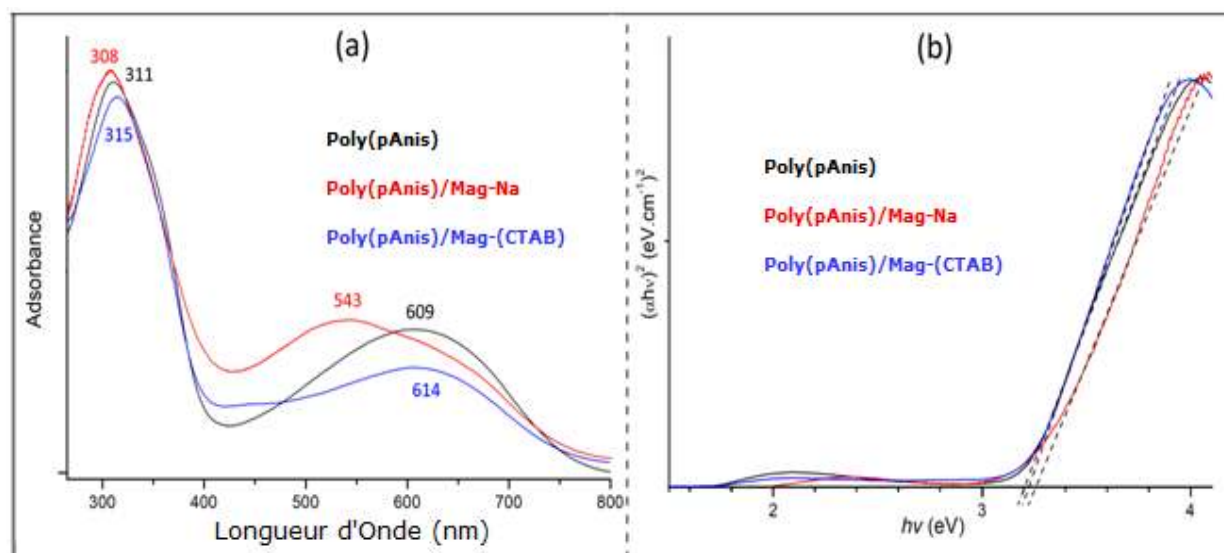 (a)
308
311
315
Poly(pAnis)
Poly(pAnis)/Mag-Na
Poly(pAnis)/Mag-(CTAB)
543
609
614
Adsorbance
300 400 500 600 700 800
Longueur d'Onde (nm)
(b)
Poly(pAnis)
Poly(pAnis)/Mag-Na
Poly(pAnis)/Mag-(CTAB)
(αhν)² (eV.cm⁻¹)²
2 3 4
hν (eV)